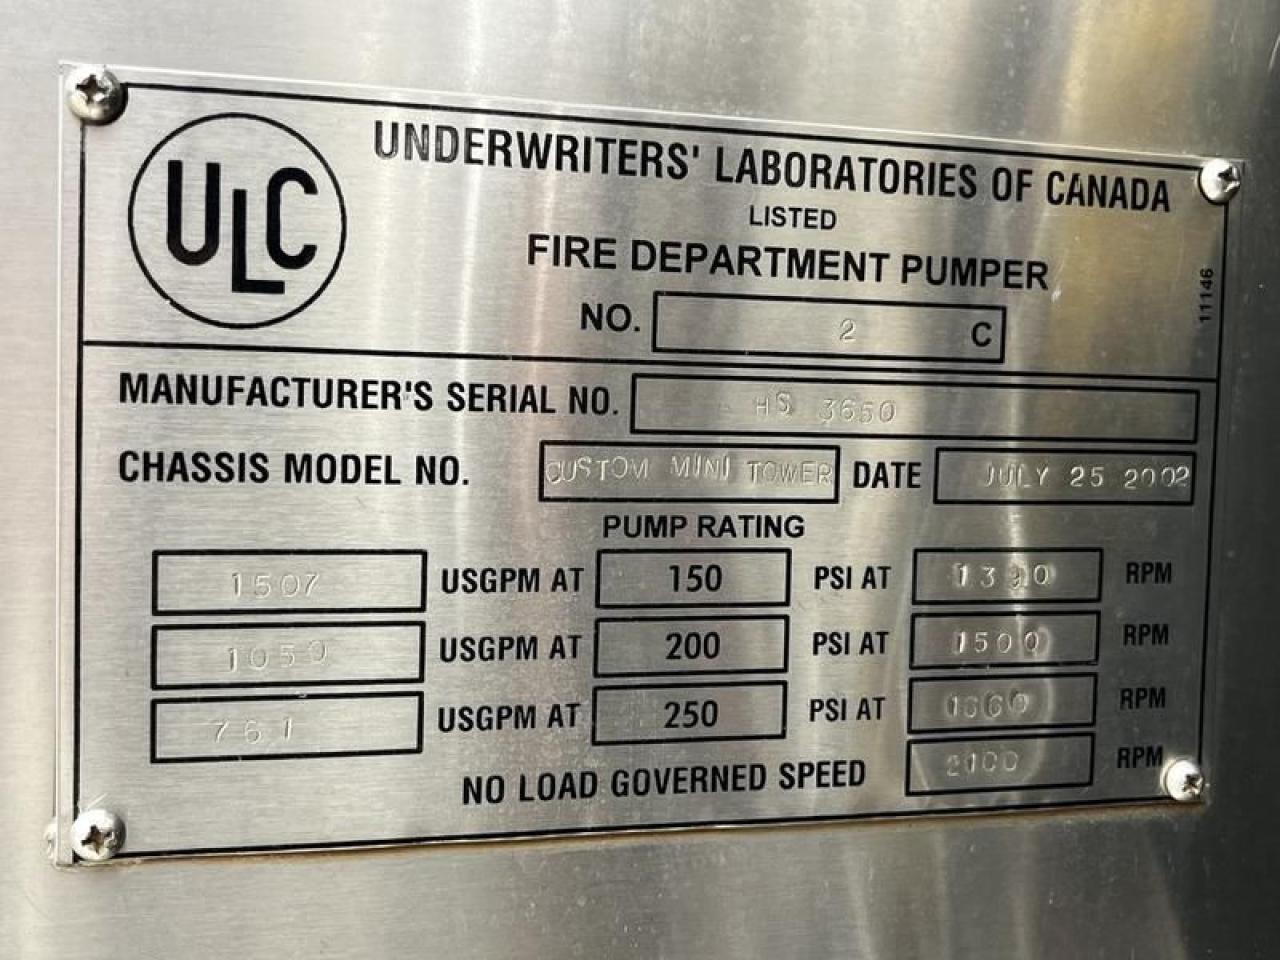 ULC
UNDERWRITERS' LABORATORIES OF CANADA
LISTED
FIRE DEPARTMENT PUMPER
NO. 2 C
11146
MANUFACTURER'S SERIAL NO. HS 3650
CHASSIS MODEL NO. CUSTOM MINI TOWER DATE JULY 25 2002
PUMP RATING
1507 USGPM AT 150 PSI AT RPM
1050 USGPM AT 200 PSI AT 1500 RPM
761 USGPM AT 250 PSI AT RPM
NO LOAD GOVERNED SPEED 2100 RPM